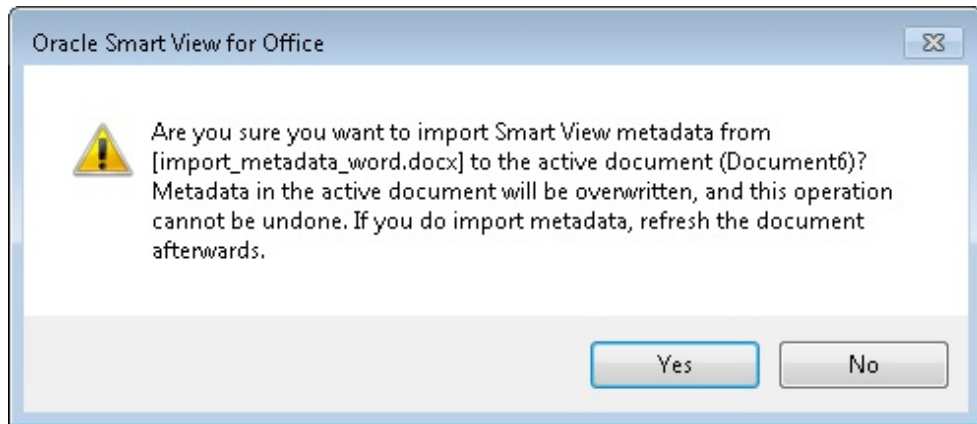 Oracle Smart View for Office
Are you sure you want to import Smart View metadata from
[import_metadata_word.docx] to the active document (Document6)?
Metadata in the active document will be overwritten, and this operation
cannot be undone. If you do import metadata, refresh the document
afterwards.
Yes
No